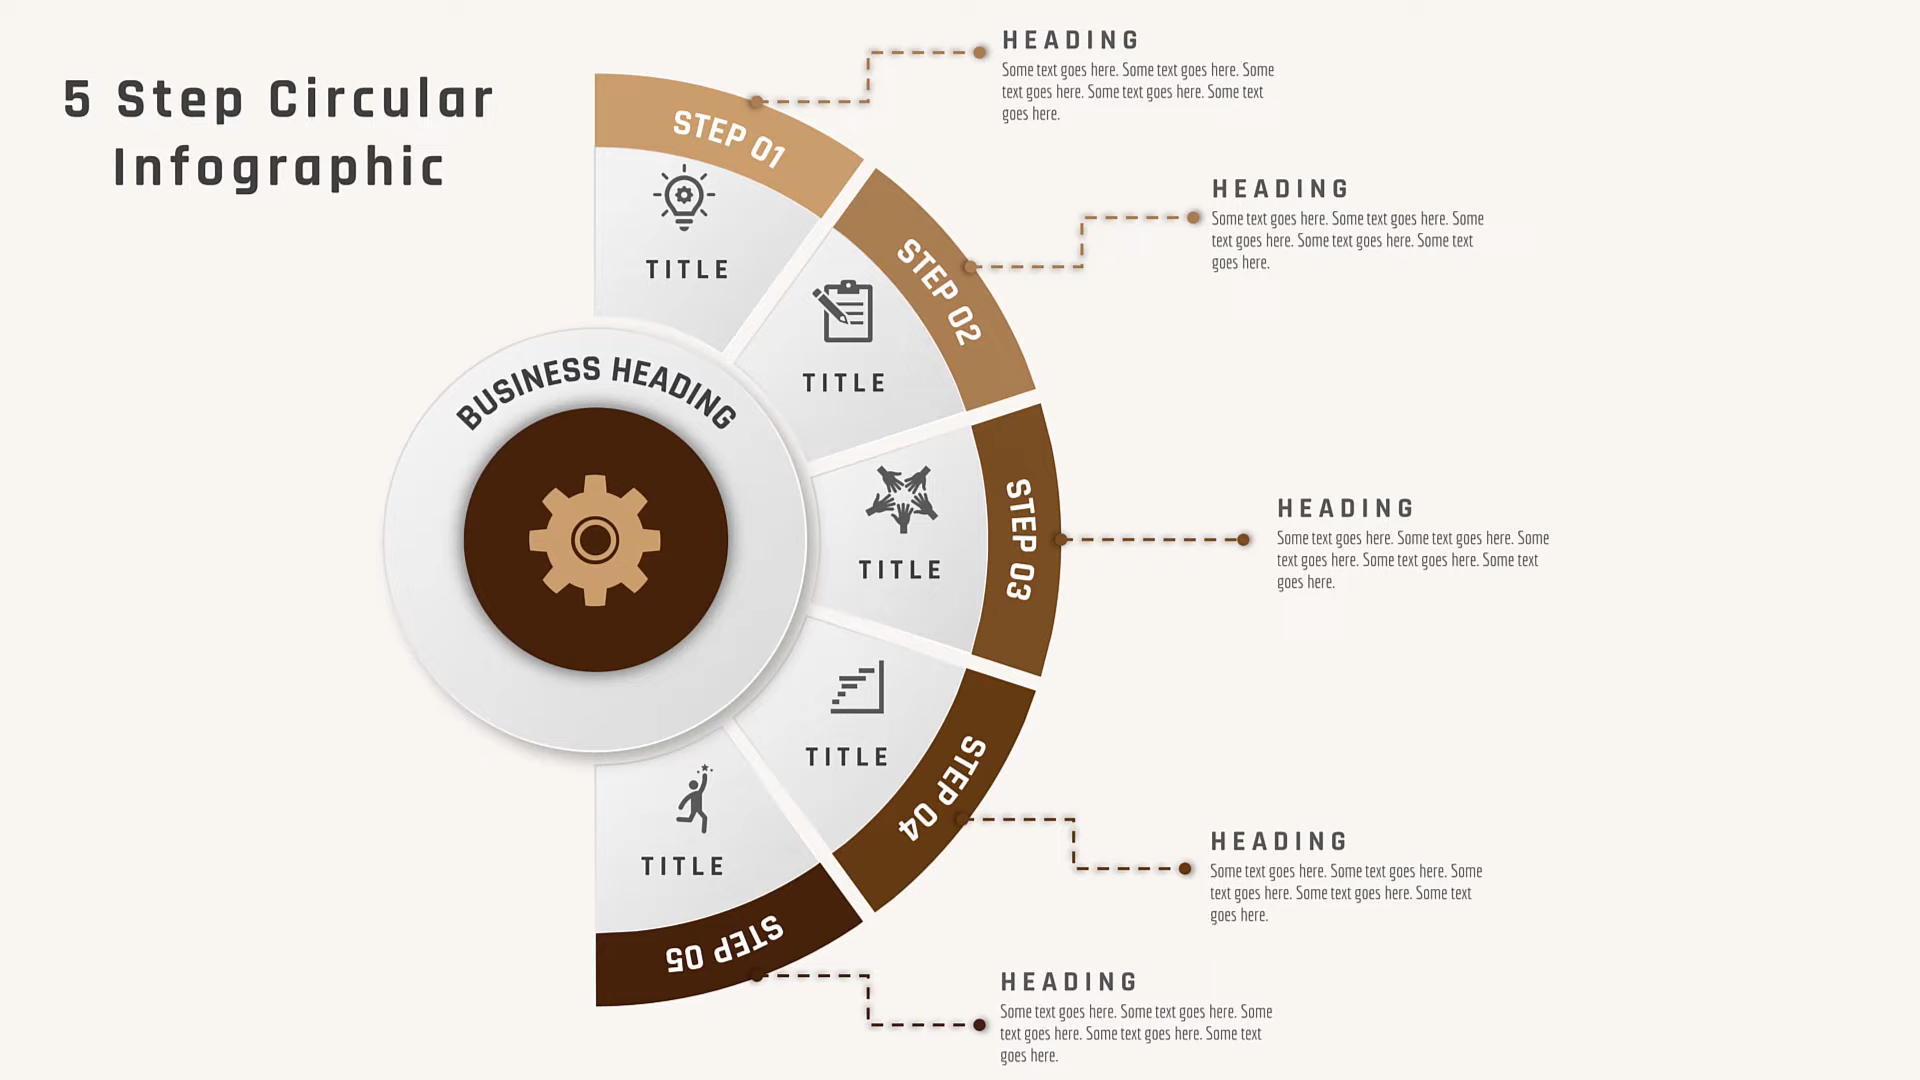 5 Step Circular
Infographic
BUSINESS HEADING
STEP 01
TITLE
HEADING
Some text goes here. Some text goes here. Some
text goes here. Some text goes here. Some text
goes here.
STEP 02
TITLE
HEADING
Some text goes here. Some text goes here. Some
text goes here. Some text goes here. Some text
goes here.
STEP 03
TITLE
HEADING
Some text goes here. Some text goes here. Some
text goes here. Some text goes here. Some text
goes here.
STEP 04
TITLE
HEADING
Some text goes here. Some text goes here. Some
text goes here. Some text goes here. Some text
goes here.
STEP 05
TITLE
HEADING
Some text goes here. Some text goes here. Some
text goes here. Some text goes here. Some text
goes here.